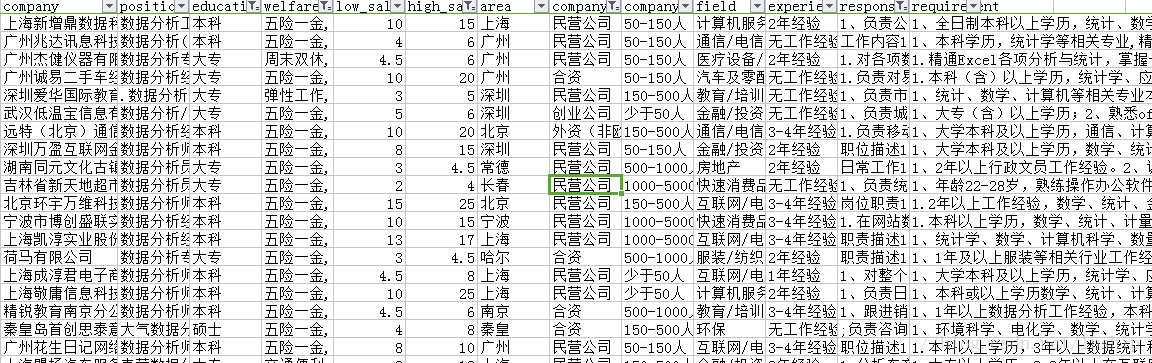 company positio educati welfare low_sal high_sa area company company field experie respons requirement
上海新增鼎数据科 数据分析工 本科 五险一金, 10 15 上海 民营公司 50-150人 计算机服务 2年经验 1、负责公 1、全日制本科以上学历，统计、数学
广州兆达讯息科技 数据分析( 本科 五险一金, 4 6 广州 民营公司 50-150人 通信/电信 无工作经验 工作内容1 1、本科学历，统计学等相关专业,精
广州杰健仪器有限 数据分析专 大专 周末双休, 4.5 6 广州 民营公司 50-150人 医疗设备/ 2年经验 1.对各项数 1.精通Excel各项分析与统计，掌握一
广州诚易二手车经 数据分析经 大专 五险一金, 10 20 广州 合资 50-150人 汽车及零配 无工作经验 1.负责对易 1.本科（含）以上学历；统计学、应
深圳爱华国际教育 .数据分析 大专 弹性工作, 3 5 深圳 民营公司 50-150人 教育/培训 无工作经验 1、负责市 1、统计、数学、计算机等相关专业本
武汉低温宝信息有 数据分析/ 大专 五险一金, 5 6 深圳 创业公司 少于50人 金融/投资 无工作经验 1、负责城 1、大专（含）以上学历；2、熟悉of
远特（北京）通信 数据分析经 本科 五险一金, 10 20 北京 外资（非欧 150-500人 通信/电信 3-4年经验 1.负责移动 1、大学本科及以上学历，通信、计算
深圳万盈互联网金 数据分析师 本科 五险一金, 8 15 深圳 民营公司 50-150人 金融/投资 2年经验 职位描述1 1、大学本科及以上学历，统计、数学
湖南同元文化古镇 数据分析员 大专 五险一金, 3 4.5 常德 民营公司 500-1000人 房地产 2年经验 日常工作1 1、2年以上行政文员工作经验。2、认
吉林省新天地超市 数据分析员 大专 五险一金, 2 4 长春 民营公司 1000-5000 快速消费品 无工作经验 1、负责统 1、年龄22-28岁，熟练操作办公软件
北京环宇万维科技 数据分析师 本科 五险一金, 15 25 北京 民营公司 150-500人 互联网/电 3-4年经验 岗位职责1 1.2年以上工作经验，数学、统计、金
宁波市博创盛联实 数据分析经 本科 五险一金, 10 15 宁波 民营公司 1000-5000 快速消费品 3-4年经验 1.在网站数 1.本科以上学历，数学、统计、计量
上海凯淳实业股份 数据分析经 本科 五险一金, 13 17 上海 民营公司 1000-5000 互联网/电 3-4年经验 职责描述1 1、统计学、数学、计算机科学、数量
荷马有限公司 数据分析经 大专 五险一金, 3 4.5 哈尔 合资 500-1000人 服装/纺织 2年经验 职责描述1 1、1年及以上服装等相关行业工作经
上海成淳君电子商 数据分析师 本科 五险一金, 4.5 8 上海 民营公司 少于50人 互联网/电 1年经验 1、对整个 1、大学本科及以上学历，统计学、应
上海敬庸信息科技 数据分析师 本科 五险一金, 10 25 上海 民营公司 少于50人 计算机服务 2年经验 1、负责日 1、本科或以上学历数学、统计、计
精锐教育南京分公 数据分析师 本科 五险一金, 4.5 6 南京 合资 500-1000人 教育/培训 1年经验 1、跟进销 1、1年以上数据分析工作经验，本科
秦皇岛首创思泰意 大气数据分 硕士 五险一金, 4 8 秦皇 合资 150-500人 环保 无工作经验 ;负责咨询 1、环境科学、电化学、数学、统计
广州花生日记网络 数据分析师 本科 五险一金, 8 10 广州 民营公司 150-500人 互联网/电 3-4年经验 1.负责业务 1.本科以上学历，3年以上数据统计